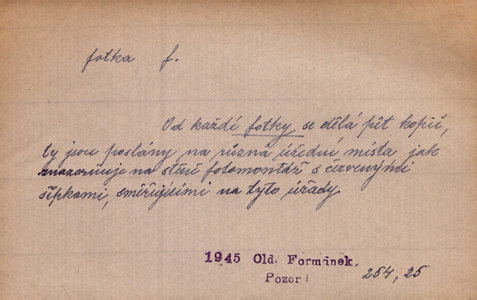 fotka f.
Od každé fotky se dělá pět kopií,
ty jsou poslány na různá úřední místa jak
znazorňuje na stěně fotomontáž s červenými
šipkami, směřujícími na tyto úřady.
1945 Old. Formánek.
Pozor!
254, 25